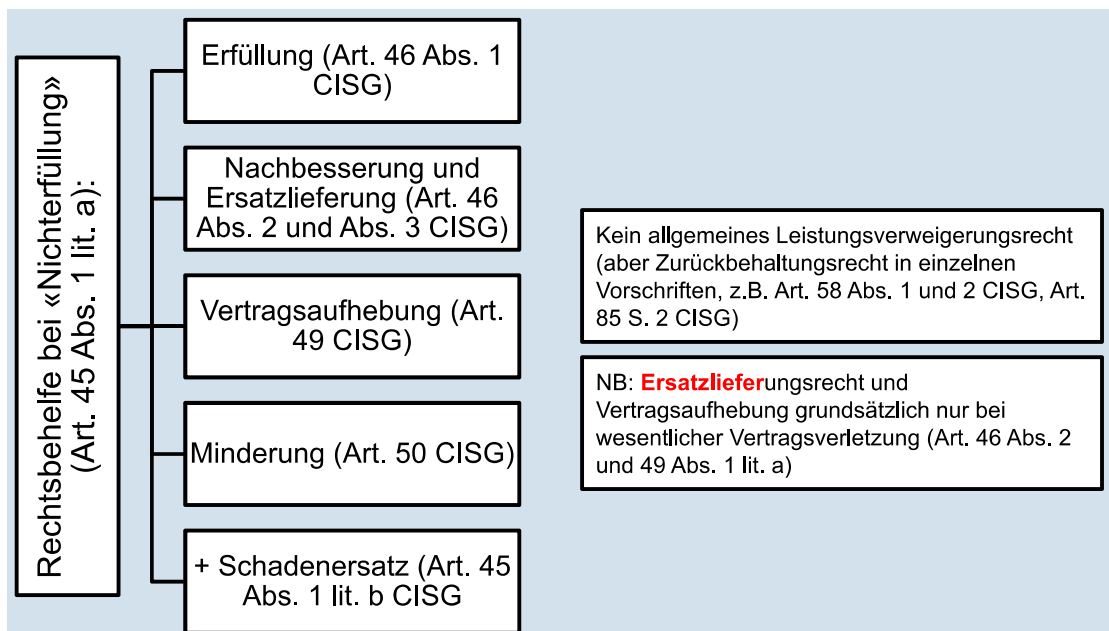 Rechtsbehelfe bei «Nichterfüllung»
(Art. 45 Abs. 1 lit. a):
Erfüllung (Art. 46 Abs. 1
CISG)
Nachbesserung und
Ersatzlieferung (Art. 46
Abs. 2 und Abs. 3 CISG)
Vertragsaufhebung (Art.
49 CISG)
Minderung (Art. 50 CISG)
+ Schadenersatz (Art. 45
Abs. 1 lit. b CISG
Kein allgemeines Leistungsverweigerungsrecht
(aber Zurückbehaltungsrecht in einzelnen
Vorschriften, z.B. Art. 58 Abs. 1 und 2 CISG, Art.
85 S. 2 CISG)
NB: Ersatzlieferungsrecht und
Vertragsaufhebung grundsätzlich nur bei
wesentlicher Vertragsverletzung (Art. 46 Abs. 2
und 49 Abs. 1 lit. a)